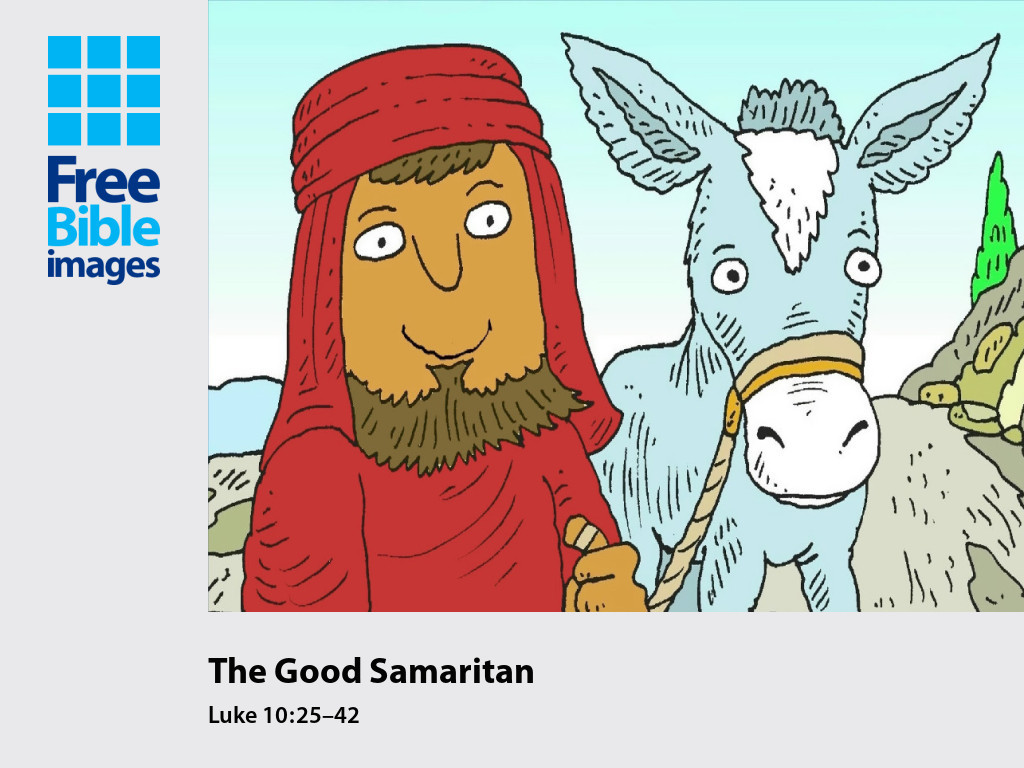 Free
Bible
images
The Good Samaritan
Luke 10:25–42